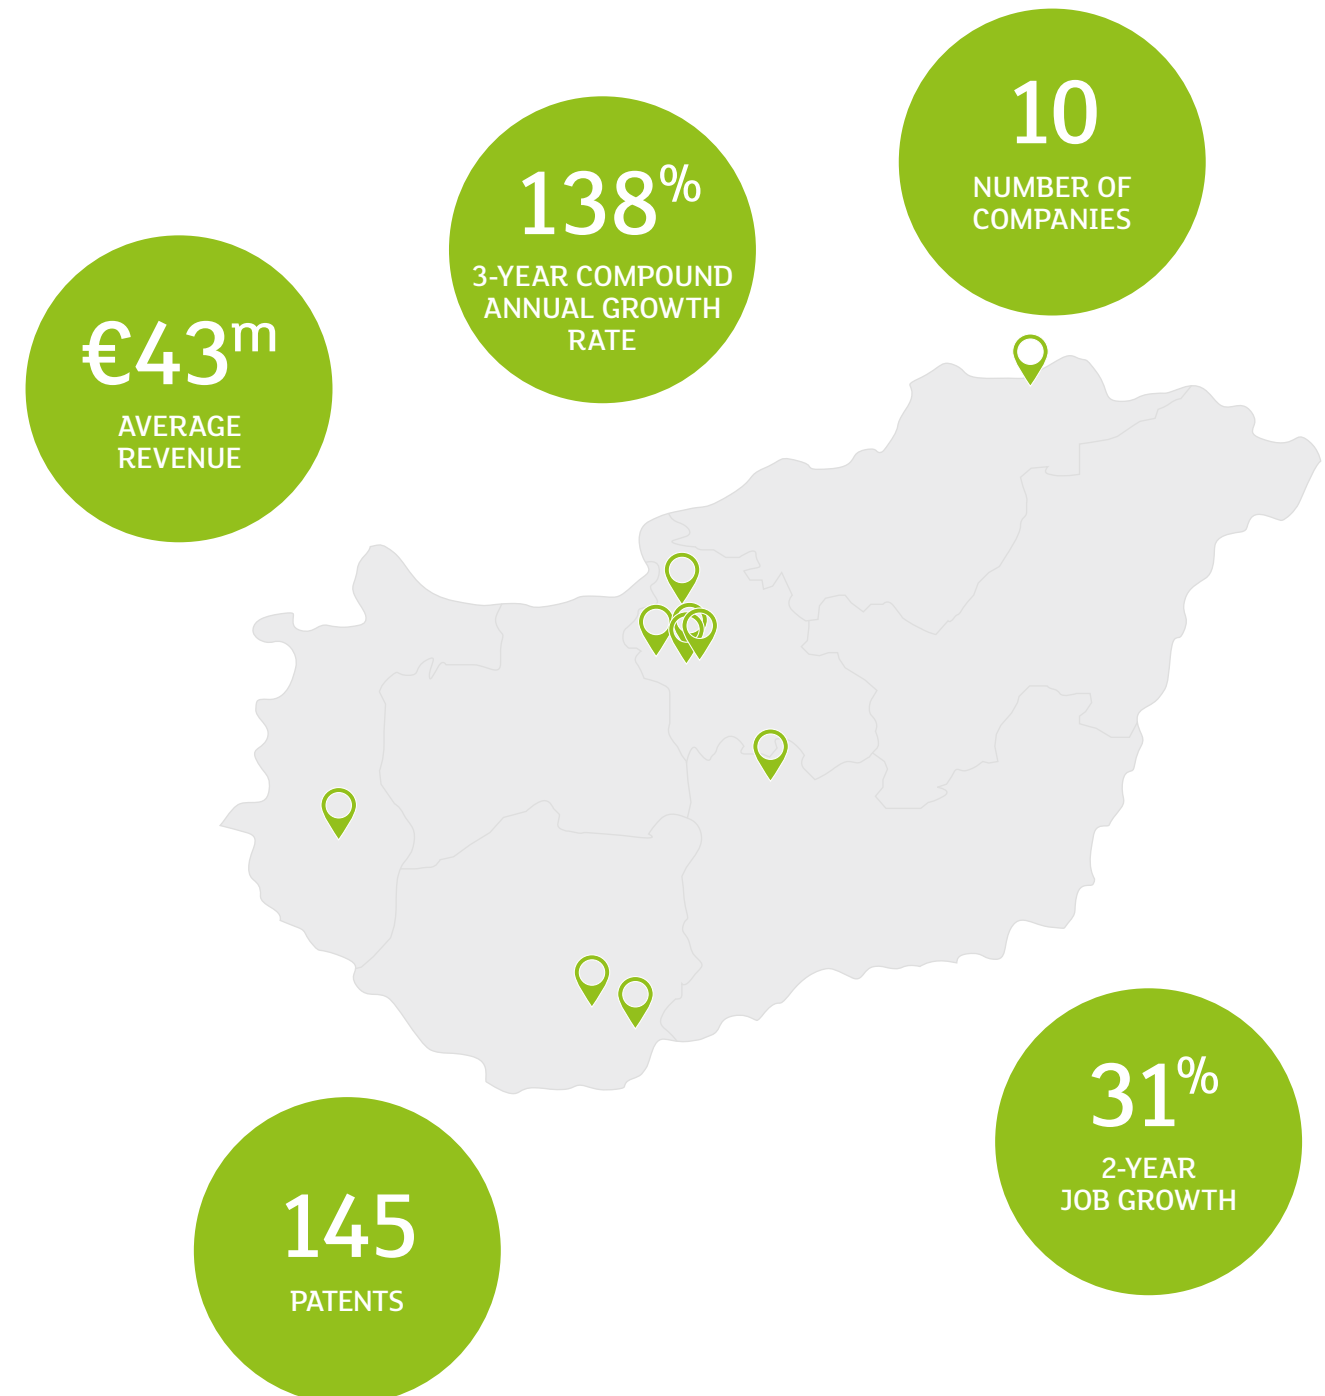 10
NUMBER OF
COMPANIES
138%
3-YEAR COMPOUND
ANNUAL GROWTH
RATE
€43m
AVERAGE
REVENUE
31%
2-YEAR
JOB GROWTH
145
PATENTS